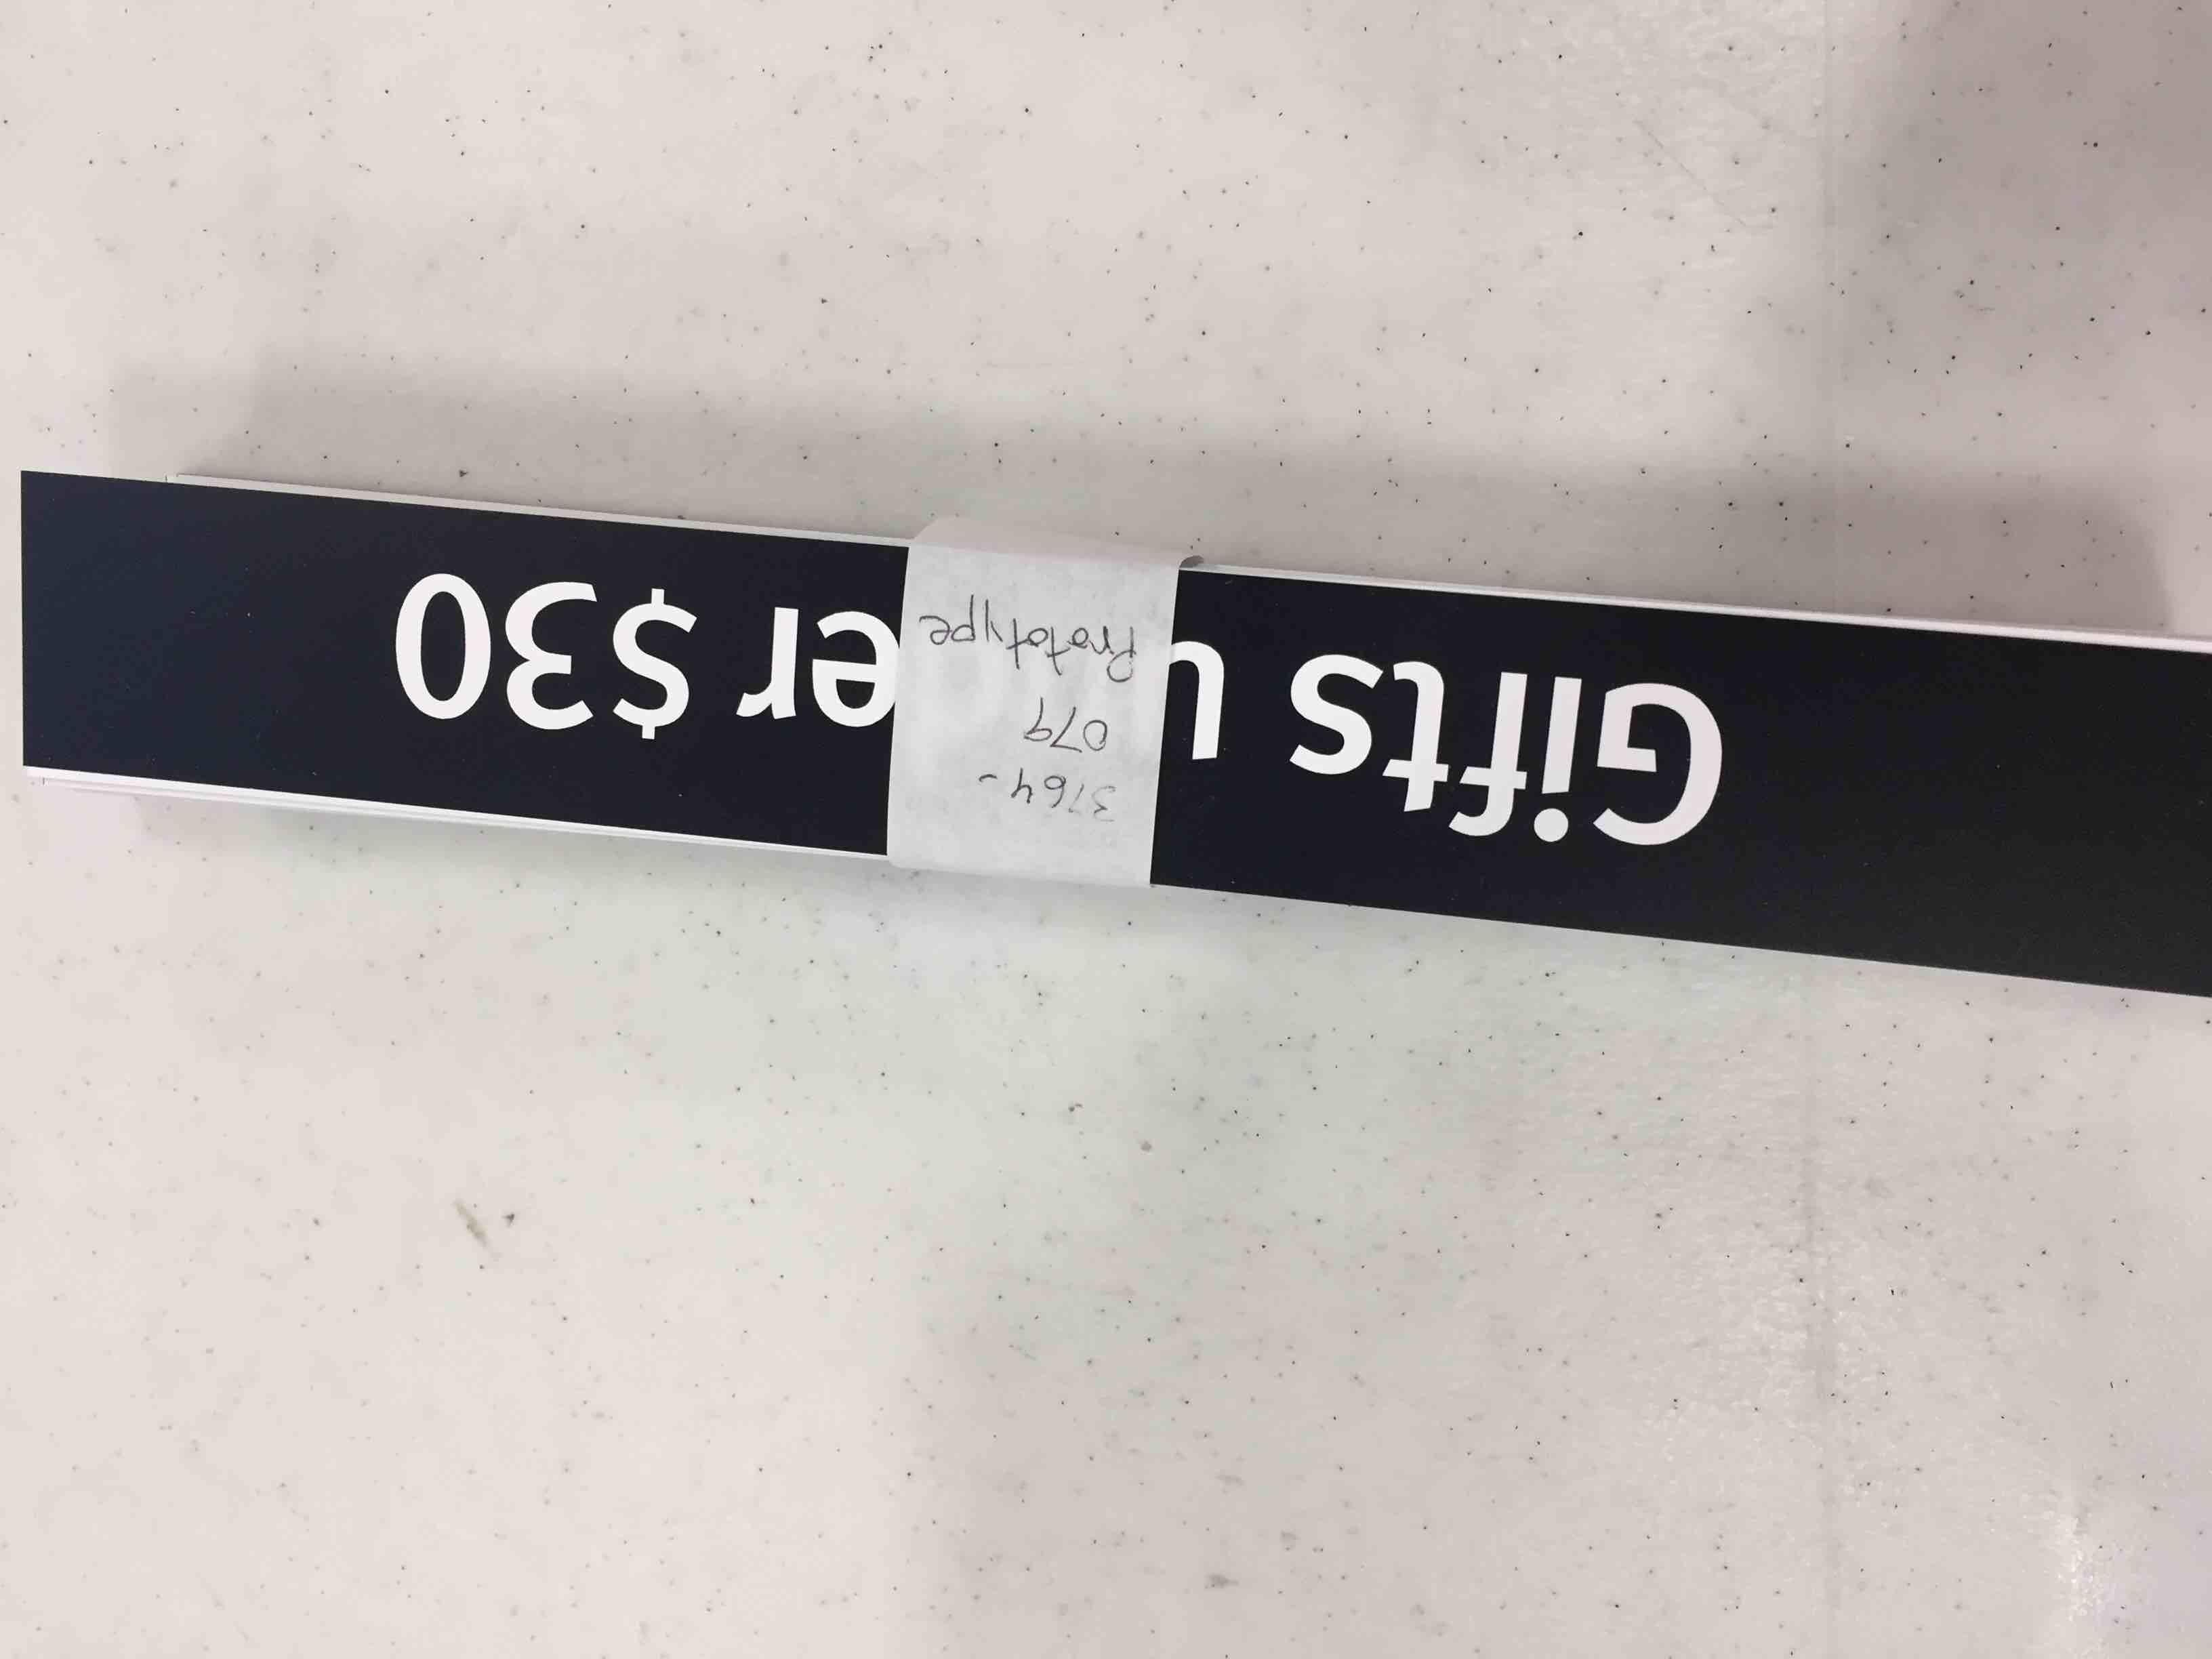 Gifts u er $30
3764-
079
Prototype